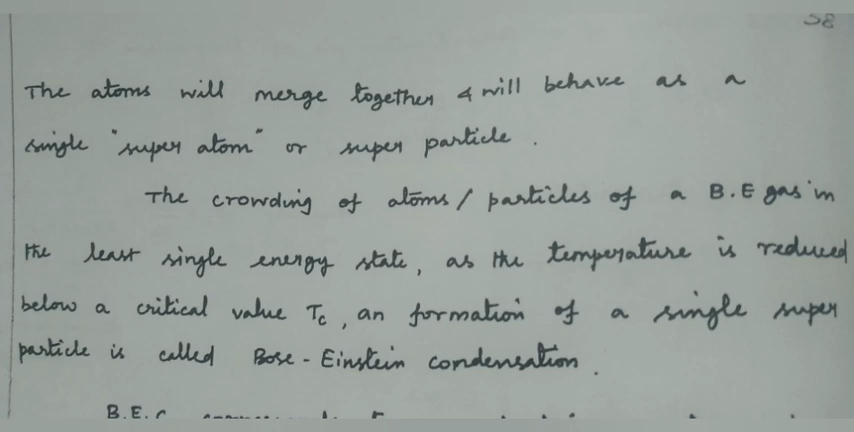 58
The atoms will merge together & will behave as a
single "super atom" or super particle.
The crowding of atoms / particles of a B.E gas in
the least single energy state, as the temperature is reduced
below a critical value Tc, an formation of a single super
particle is called Bose - Einstein condensation.
B.E.C